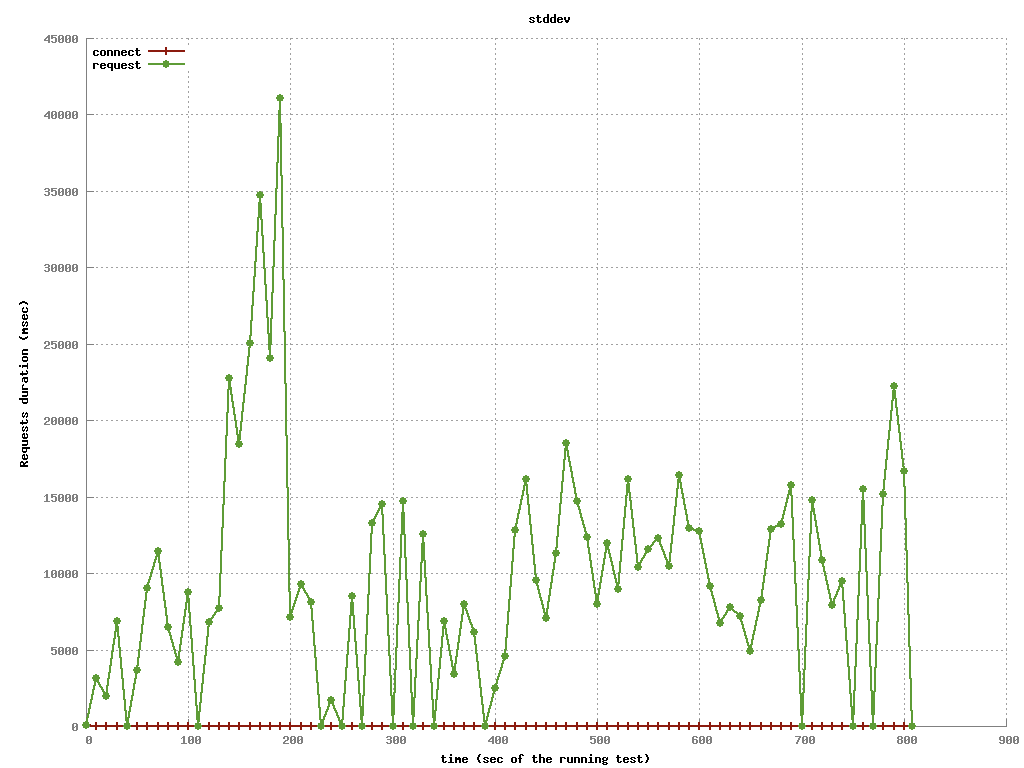 stddev
connect
request
45000
40000
35000
30000
25000
20000
15000
10000
5000
0
Requests duration (msec)
0 100 200 300 400 500 600 700 800 900
time (sec of the running test)